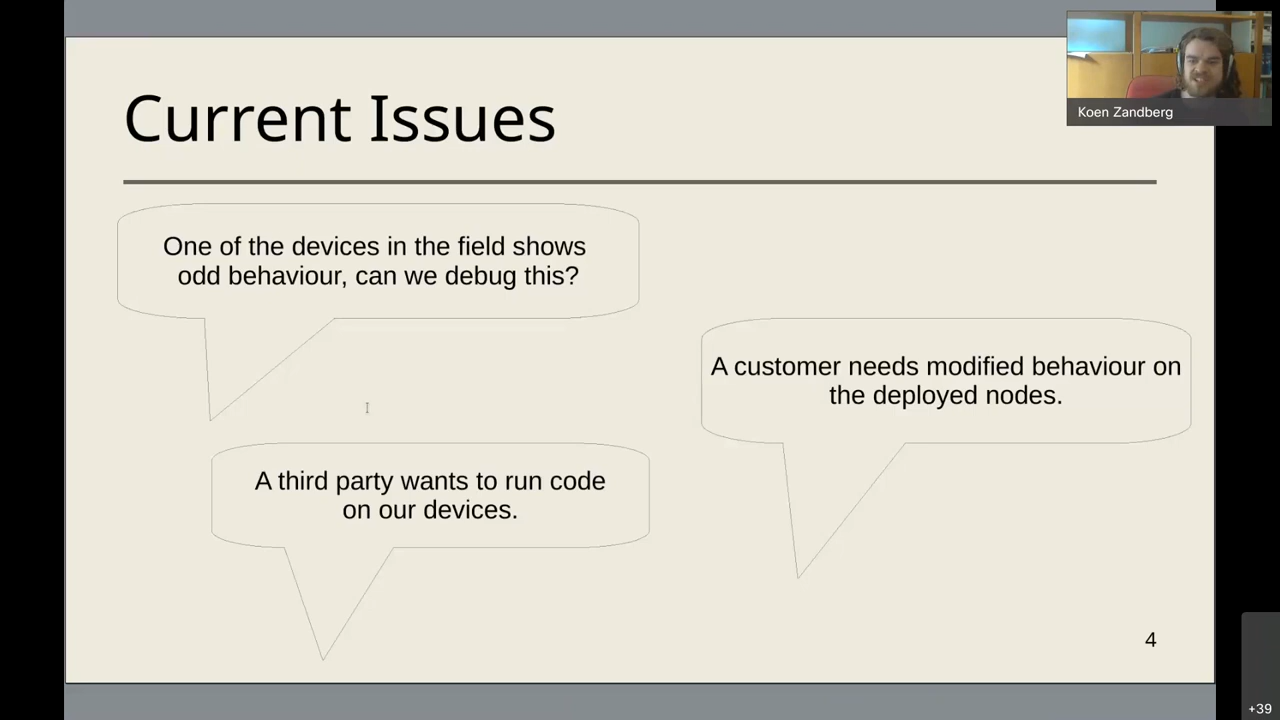 Current Issues
Koen Zandberg
One of the devices in the field shows
odd behaviour, can we debug this?
A customer needs modified behaviour on
the deployed nodes.
A third party wants to run code
on our devices.
4
+39